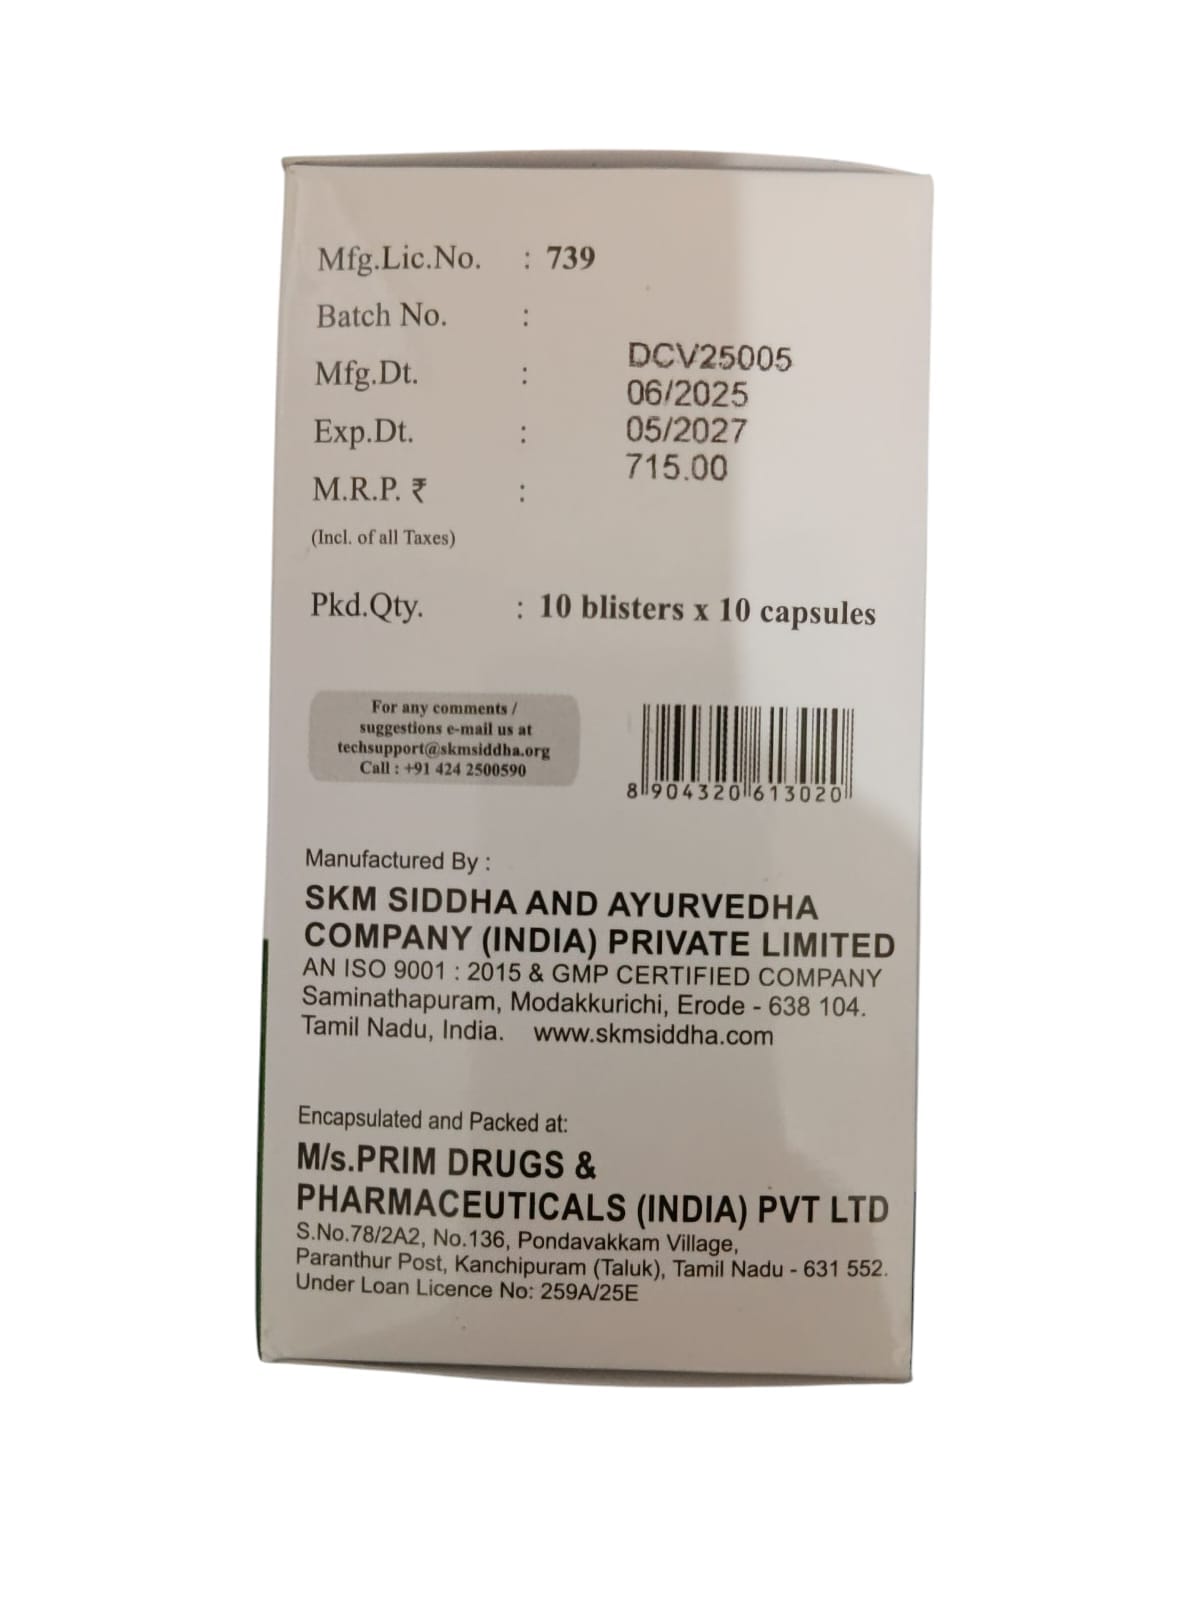 Mfg.Lic.No. : 739
Batch No. :
DCV25005
Mfg.Dt. :
06/2025
Exp.Dt. :
05/2027
M.R.P. ₹ :
715.00
(Incl. of all Taxes)
Pkd.Qty. : 10 blisters x 10 capsules
For any comments /
suggestions e-mail us at
techsupport@skmsiddha.org
Call : +91 424 2500590
8 904320 613020
Manufactured By :
SKM SIDDHA AND AYURVEDHA
COMPANY (INDIA) PRIVATE LIMITED
AN ISO 9001 : 2015 & GMP CERTIFIED COMPANY
Saminathapuram, Modakkurichi, Erode - 638 104.
Tamil Nadu, India. www.skmsiddha.com
Encapsulated and Packed at:
M/s.PRIM DRUGS &
PHARMACEUTICALS (INDIA) PVT LTD
S.No.78/2A2, No.136, Pondavakkam Village,
Paranthur Post, Kanchipuram (Taluk), Tamil Nadu - 631 552.
Under Loan Licence No: 259A/25E